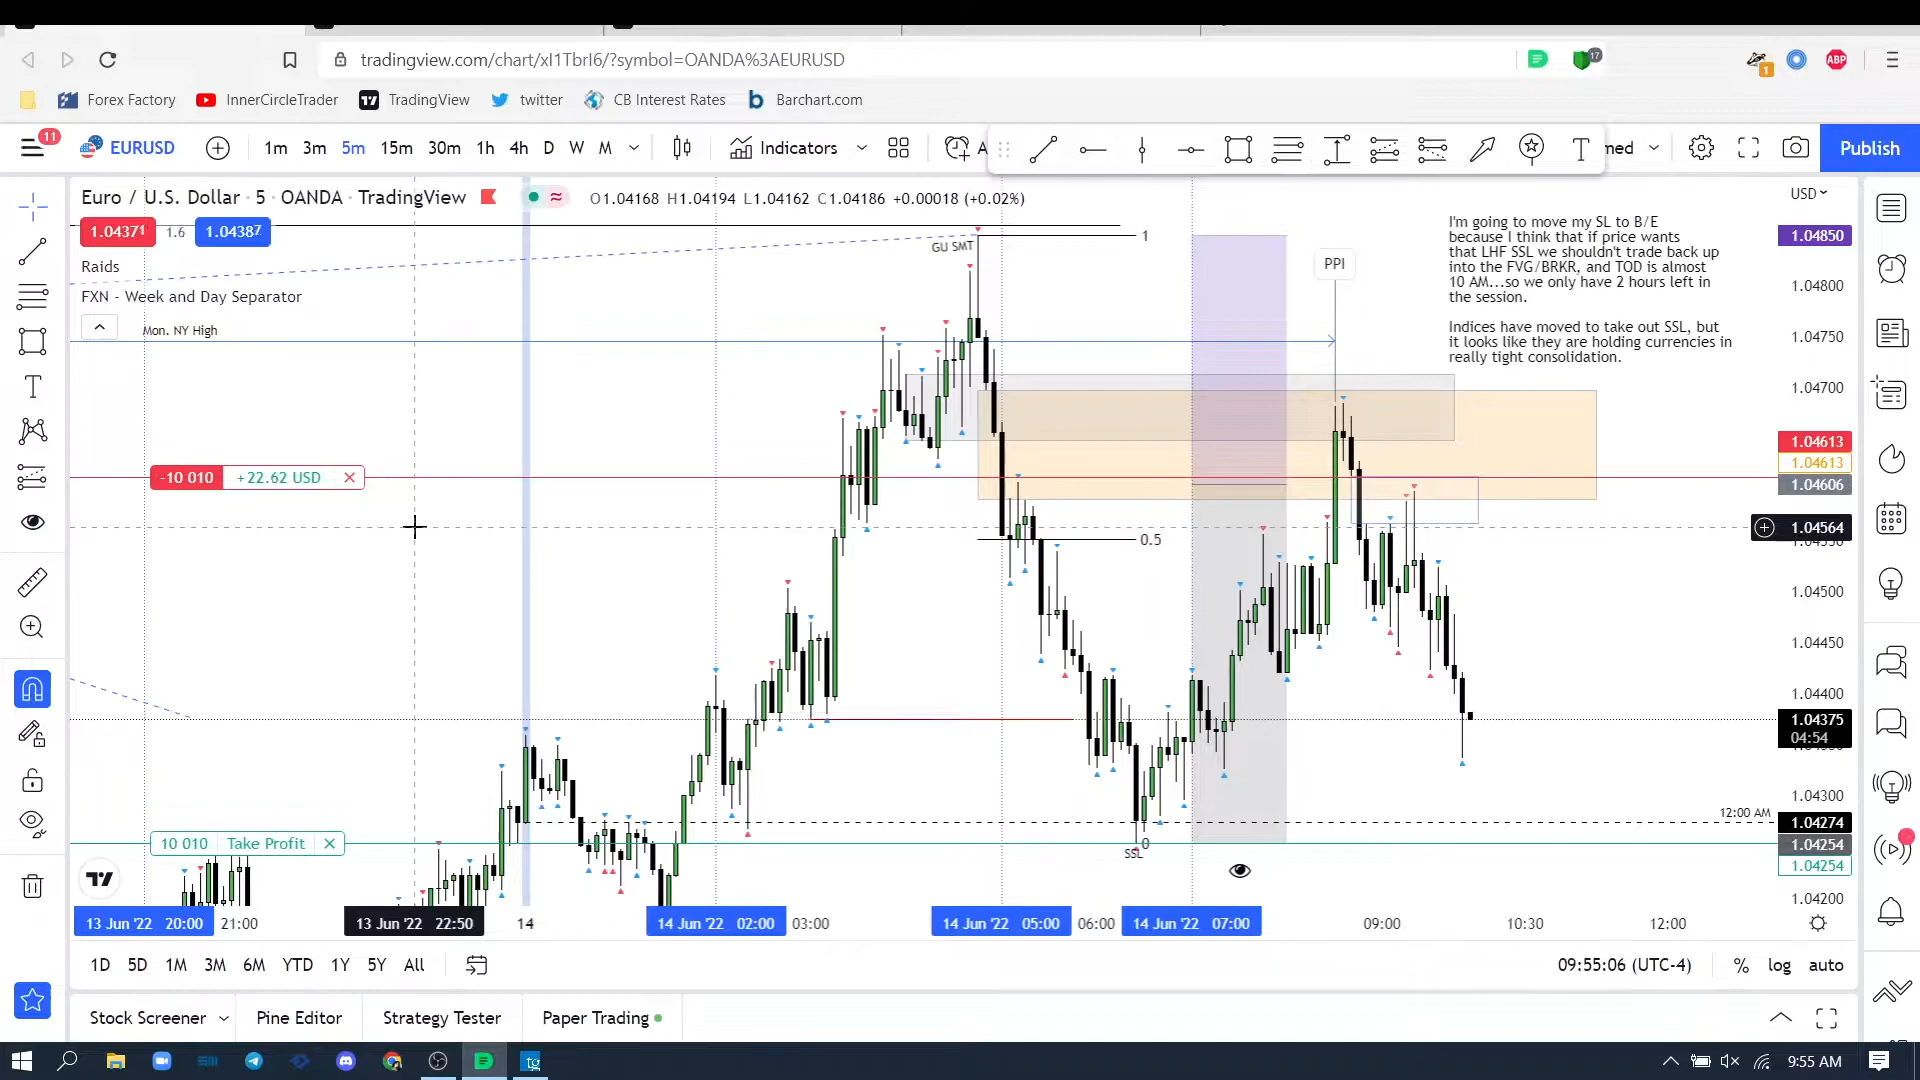 tradingview.com/chart/xI1TbrI6/?symbol=OANDA%3AEURUSD
17
1
ABP
Forex Factory InnerCircleTrader TradingView twitter CB Interest Rates Barchart.com
11
EURUSD 1m 3m 5m 15m 30m 1h 4h D W M Indicators A T med Publish
Euro / U.S. Dollar · 5 · OANDA · TradingView O1.04168 H1.04194 L1.04162 C1.04186 +0.00018 (+0.02%)
USD
1.04371 1.6 1.04387
Raids
FXN - Week and Day Separator
Mon. NY High
GU SMT
1
PPI
I'm going to move my SL to B/E
because I think that if price wants
that LHF SSL we shouldn't trade back up
into the FVG/BRKR, and TOD is almost
10 AM...so we only have 2 hours left in
the session.
Indices have moved to take out SSL, but
it looks like they are holding currencies in
really tight consolidation.
1.04850
1.04800
1.04750
1.04700
1.04613
1.04613
1.04606
-10 010 +22.62 USD
1.04564
0.5
1.04500
1.04450
1.04400
1.04375
04:54
1.04300
12:00 AM
1.04274
1.04254
1.04254
1.04200
10 010 Take Profit
0
SSL
13 Jun '22 20:00 21:00 13 Jun '22 22:50 14 14 Jun '22 02:00 03:00 14 Jun '22 05:00 06:00 14 Jun '22 07:00 09:00 10:30 12:00
1D 5D 1M 3M 6M YTD 1Y 5Y All
09:55:06 (UTC-4) % log auto
Stock Screener Pine Editor Strategy Tester Paper Trading
9:55 AM